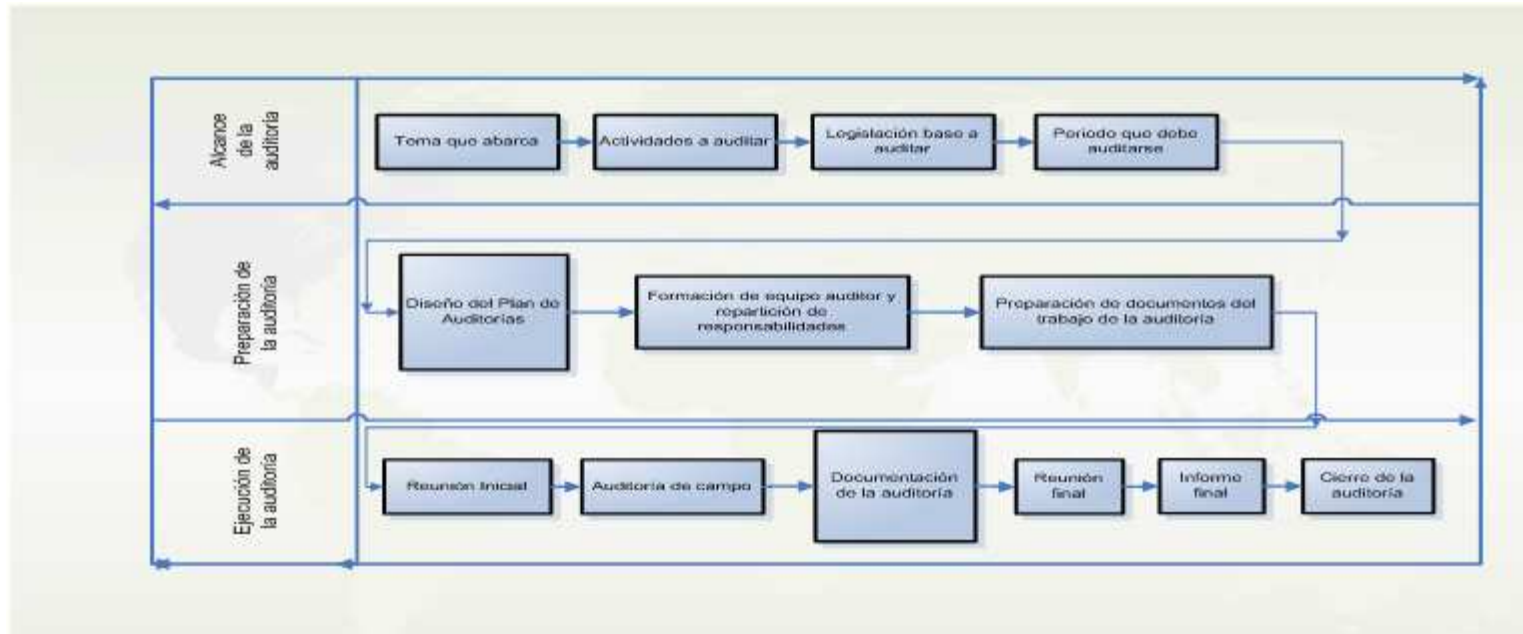 Alcance
de la
auditoría
Tema que abarca
Actividades a auditar
Legislación base a
auditar
Periodo que debe
auditarse
Preparación de
la auditoría
Diseño del Plan de
Auditorías
Formación de equipo auditor y
repartición de
responsabilidades
Preparación de documentos del
trabajo de la auditoría
Ejecución de
la auditoría
Reunión Inicial
Auditoría de campo
Documentación
de la auditoría
Reunión
final
Informe
final
Cierre de la
auditoría